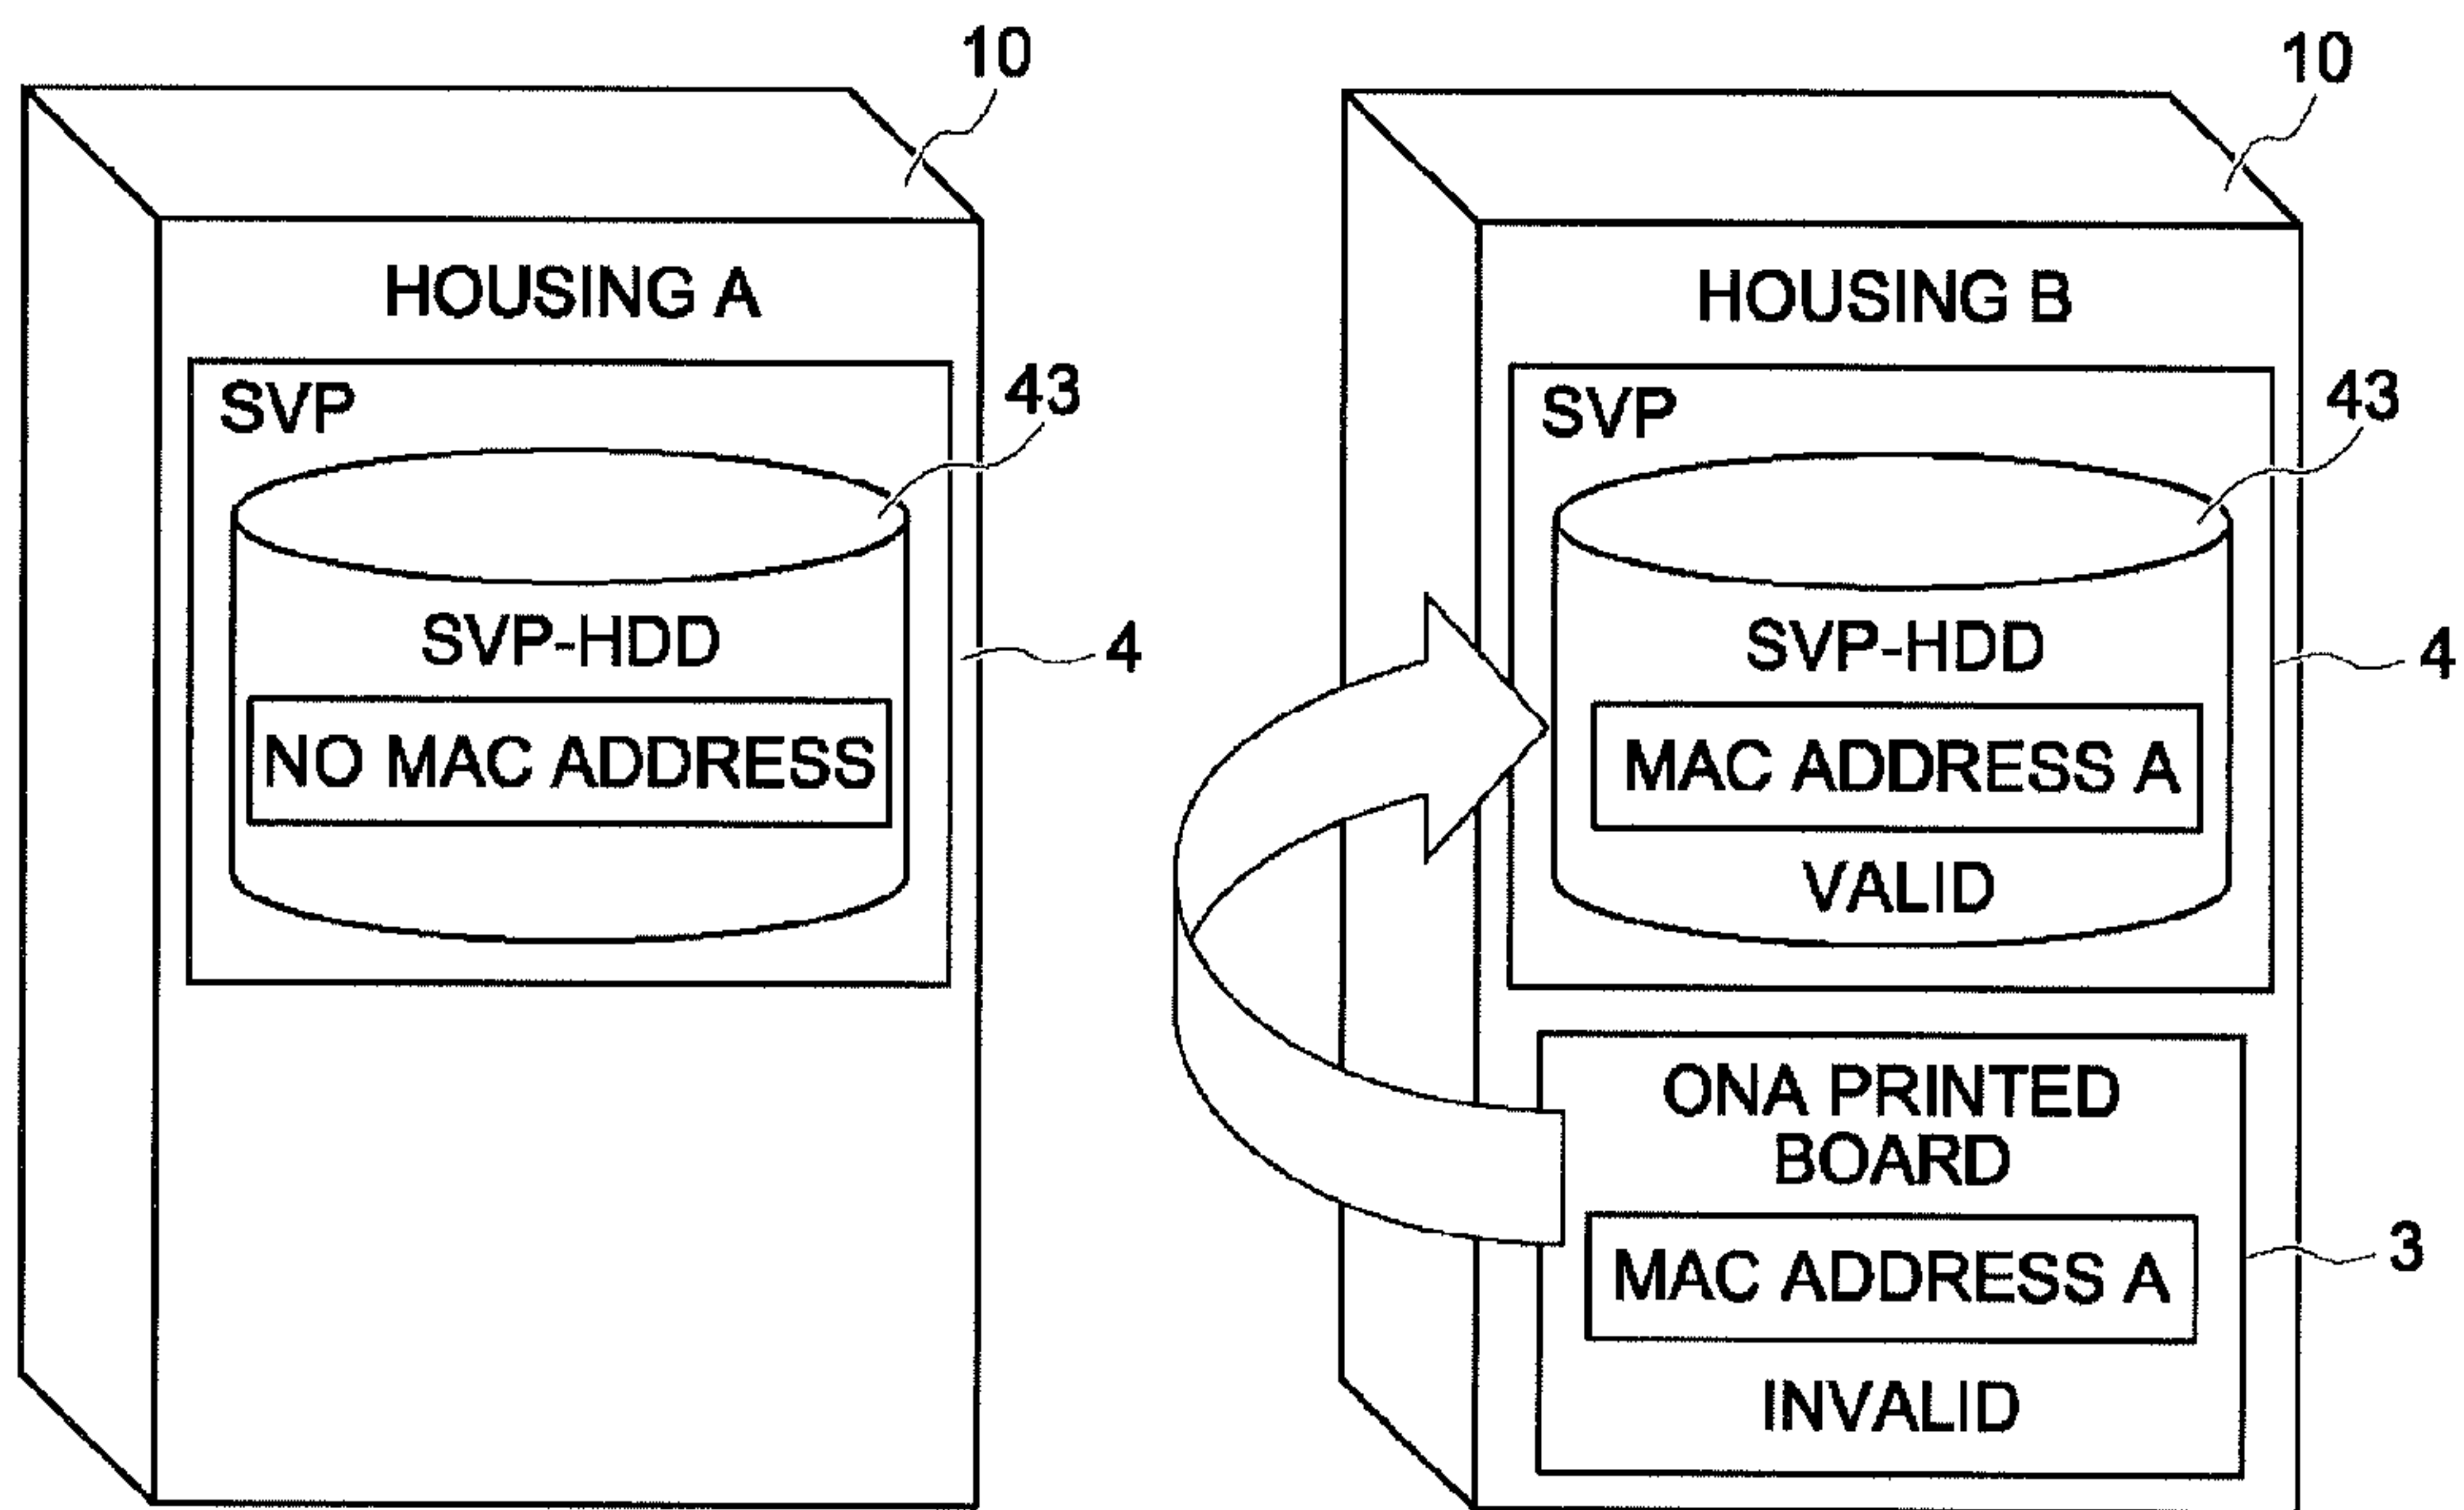 10
HOUSING A
SVP
43
SVP-HDD
4
NO MAC ADDRESS
10
HOUSING B
SVP
43
SVP-HDD
4
MAC ADDRESS A
VALID
ONA PRINTED
BOARD
MAC ADDRESS A
3
INVALID